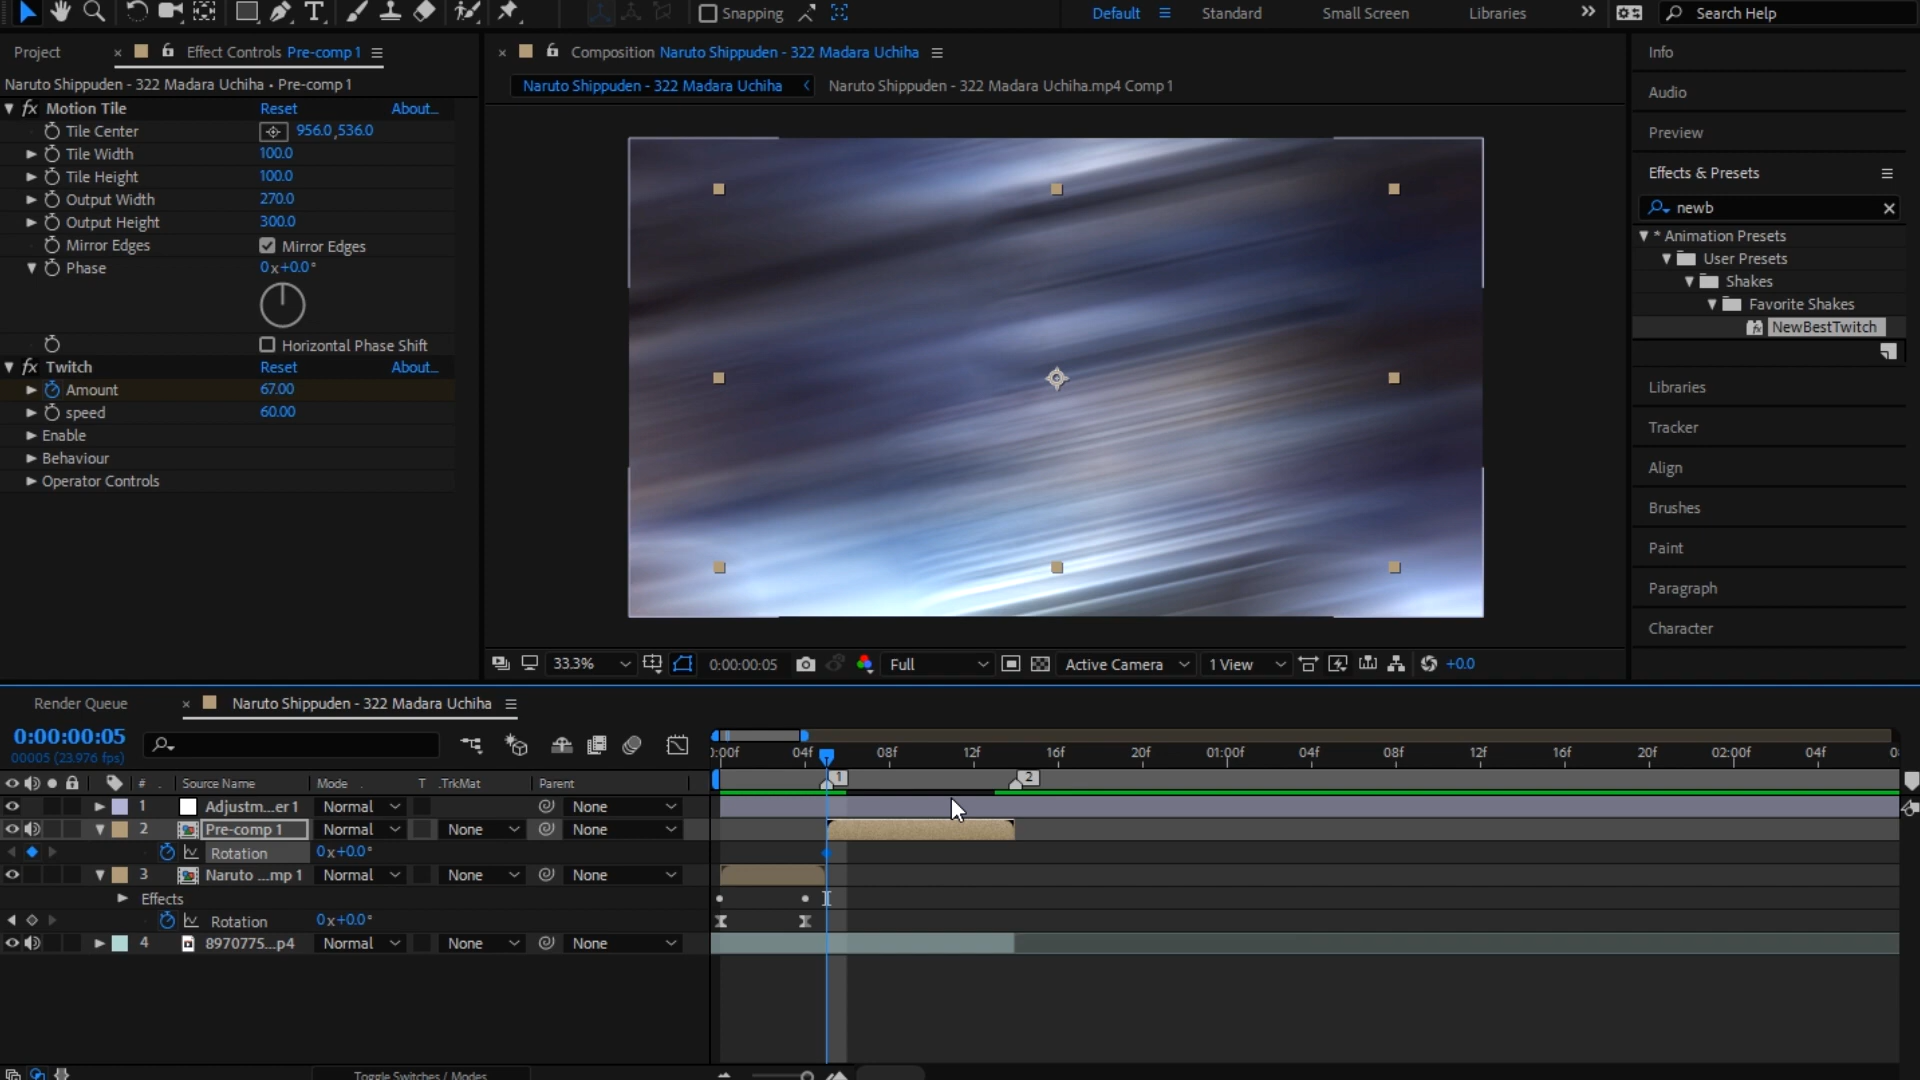 Snapping
Default
Standard
Small Screen
Libraries
Search Help
Project
Effect Controls Pre-comp 1
Composition Naruto Shippuden - 322 Madara Uchiha
Info
Naruto Shippuden - 322 Madara Uchiha • Pre-comp 1
Naruto Shippuden - 322 Madara Uchiha
Naruto Shippuden - 322 Madara Uchiha.mp4 Comp 1
Audio
fx Motion Tile Reset About...
Tile Center 956.0,536.0
Preview
Tile Width 100.0
Tile Height 100.0
Effects & Presets
Output Width 270.0
newb
Output Height 300.0
Mirror Edges Mirror Edges
* Animation Presets
Phase 0x+0.0°
User Presets
Shakes
Favorite Shakes
NewBestTwitch
Horizontal Phase Shift
fx Twitch Reset About...
Amount 67.00
Libraries
speed 60.00
Enable
Tracker
Behaviour
Align
Operator Controls
Brushes
Paint
Paragraph
Character
33.3%
0:00:00:05
Full
Active Camera
1 View
+0.0
Render Queue
Naruto Shippuden - 322 Madara Uchiha
0:00:00:05
00005 (23.976 fps)
):00f 04f 08f 12f 16f 20f 01:00f 04f 08f 12f 16f 20f 02:00f 04f 0
# . Source Name Mode . T .TrkMat Parent
1 2
1 Adjustm...er 1 Normal None
2 Pre-comp 1 Normal None None
Rotation 0x+0.0°
3 Naruto ...mp 1 Normal None None
Effects
Rotation 0x+0.0°
4 8970775...p4 Normal None None
Toggle Switches / Modes